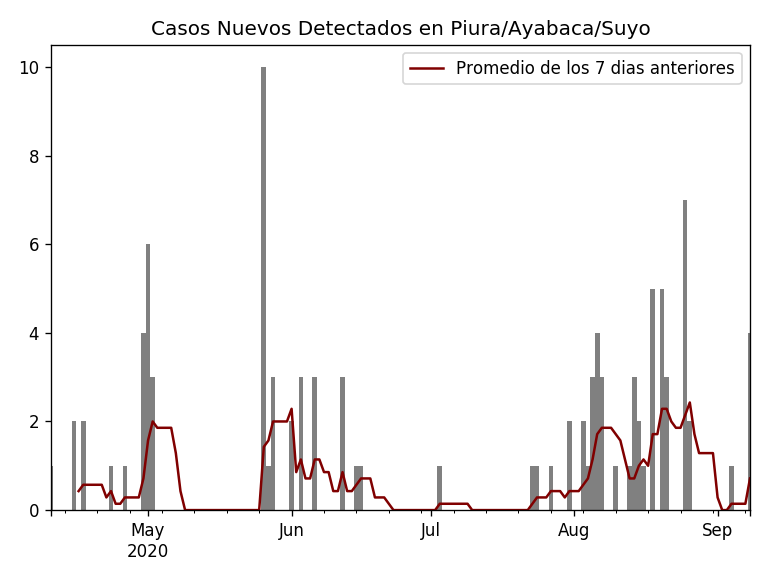 Casos Nuevos Detectados en Piura/Ayabaca/Suyo
Promedio de los 7 dias anteriores
10
8
6
4
2
0
May
2020
Jun
Jul
Aug
Sep